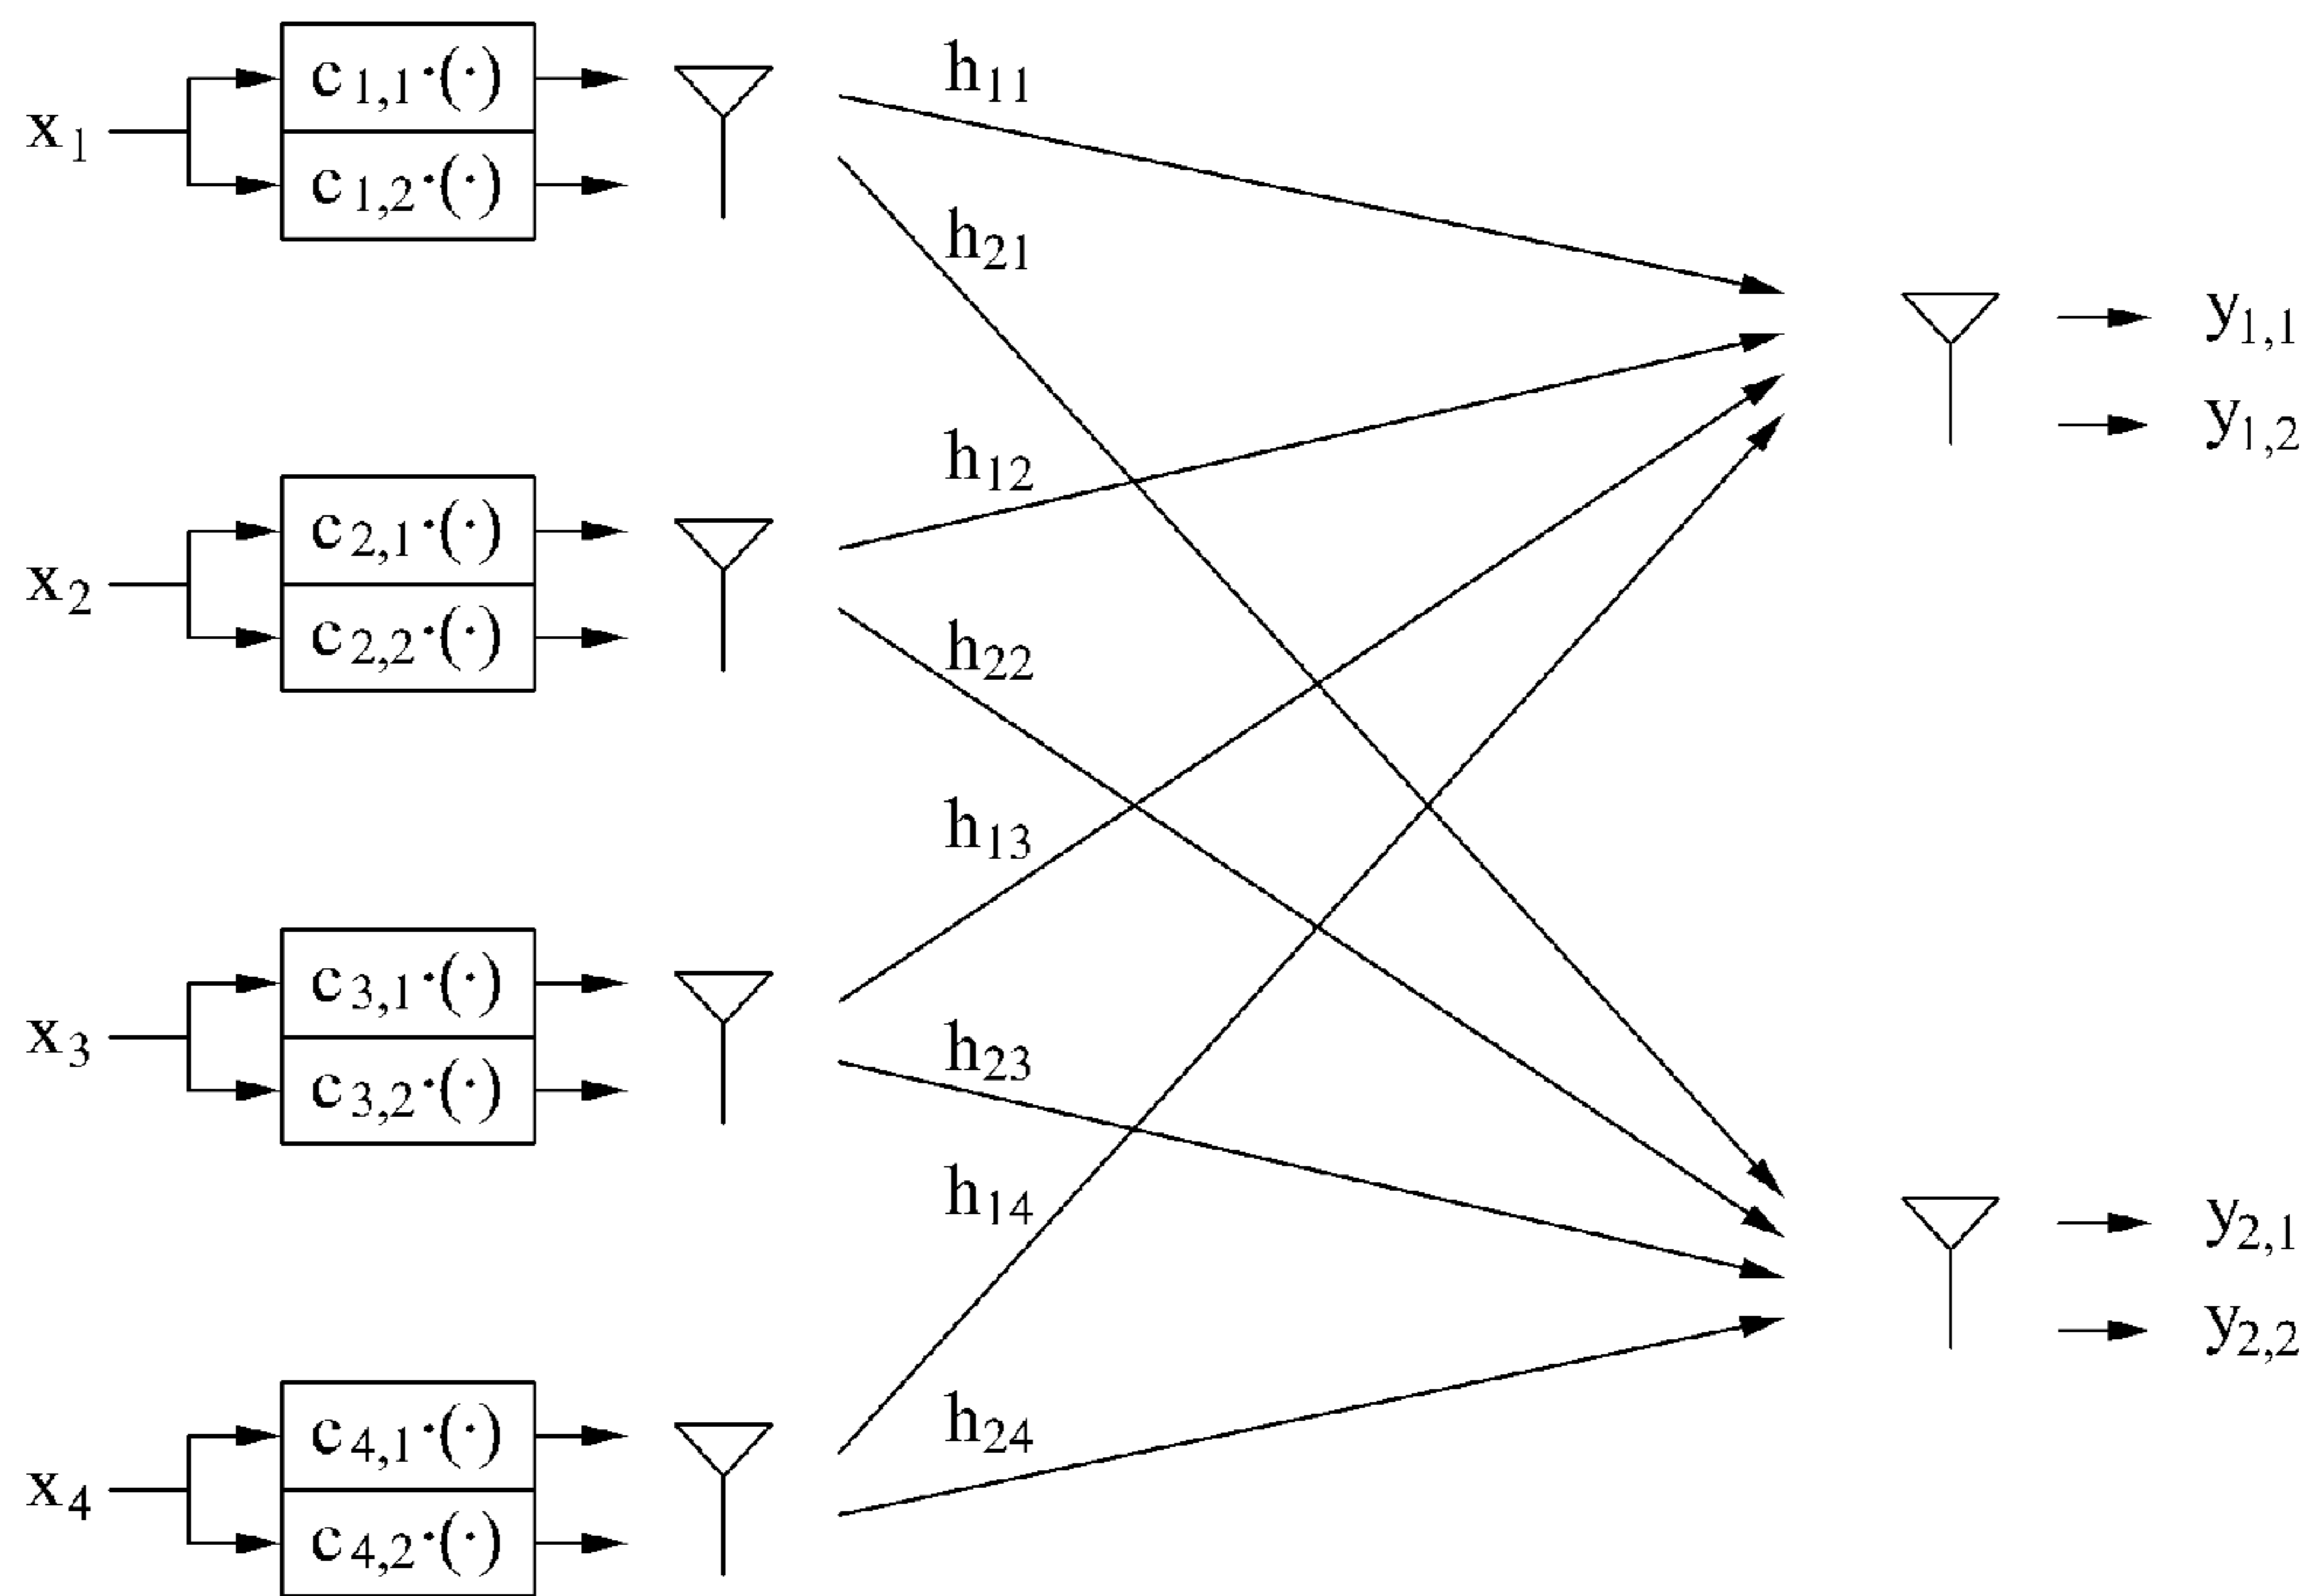 x₁
c₁,₁·(·)
c₁,₂·(·)
h₁₁
h₂₁
y₁,₁
y₁,₂
x₂
c₂,₁·(·)
c₂,₂·(·)
h₁₂
h₂₂
x₃
c₃,₁·(·)
c₃,₂·(·)
h₁₃
h₂₃
y₂,₁
y₂,₂
x₄
c₄,₁·(·)
c₄,₂·(·)
h₁₄
h₂₄